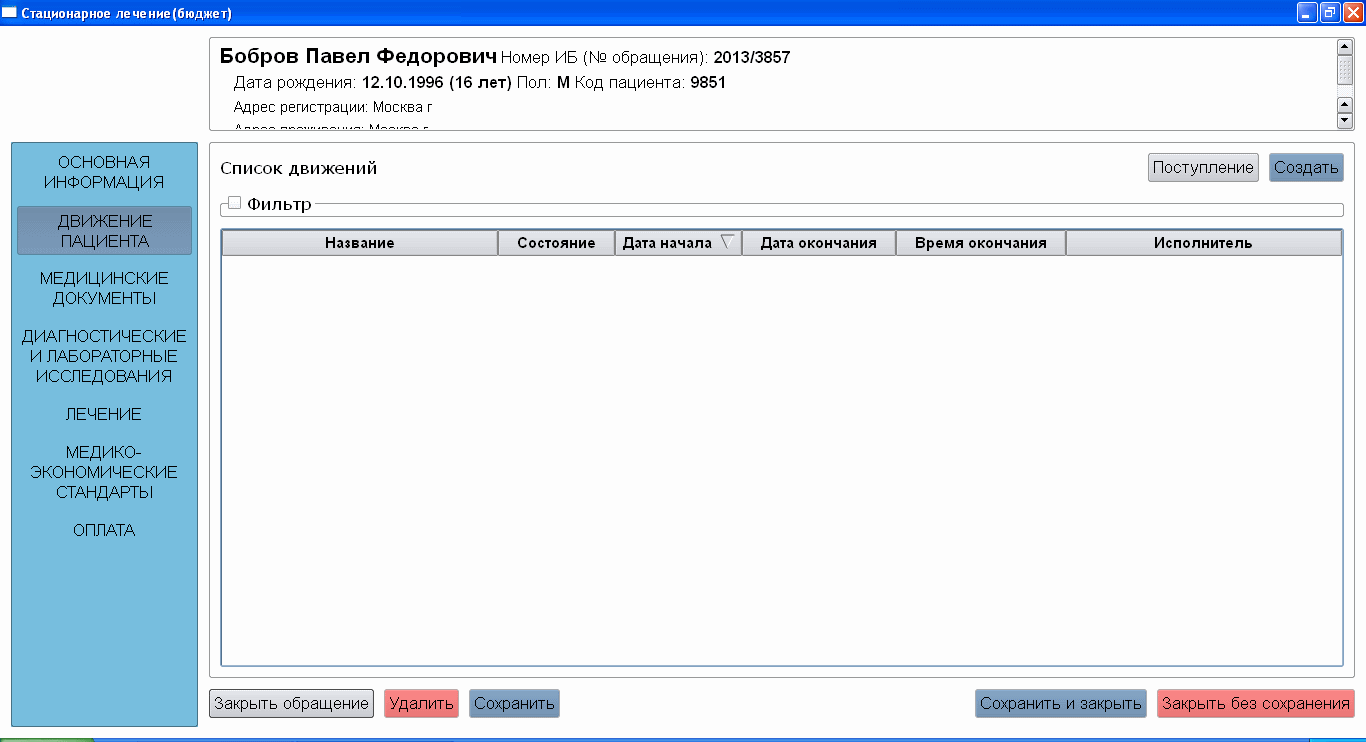 Стационарное лечение(бюджет)
Бобров Павел Федорович Номер ИБ (№ обращения): 2013/3857
Дата рождения: 12.10.1996 (16 лет) Пол: М Код пациента: 9851
Адрес регистрации: Москва г
Адрес проживания: Москва г
ОСНОВНАЯ
ИНФОРМАЦИЯ
ДВИЖЕНИЕ
ПАЦИЕНТА
МЕДИЦИНСКИЕ
ДОКУМЕНТЫ
ДИАГНОСТИЧЕСКИЕ
И ЛАБОРАТОРНЫЕ
ИССЛЕДОВАНИЯ
ЛЕЧЕНИЕ
МЕДИКО-
ЭКОНОМИЧЕСКИЕ
СТАНДАРТЫ
ОПЛАТА
Список движений
Поступление
Создать
Фильтр
Название Состояние Дата начала Дата окончания Время окончания Исполнитель
Закрыть обращение
Удалить
Сохранить
Сохранить и закрыть
Закрыть без сохранения